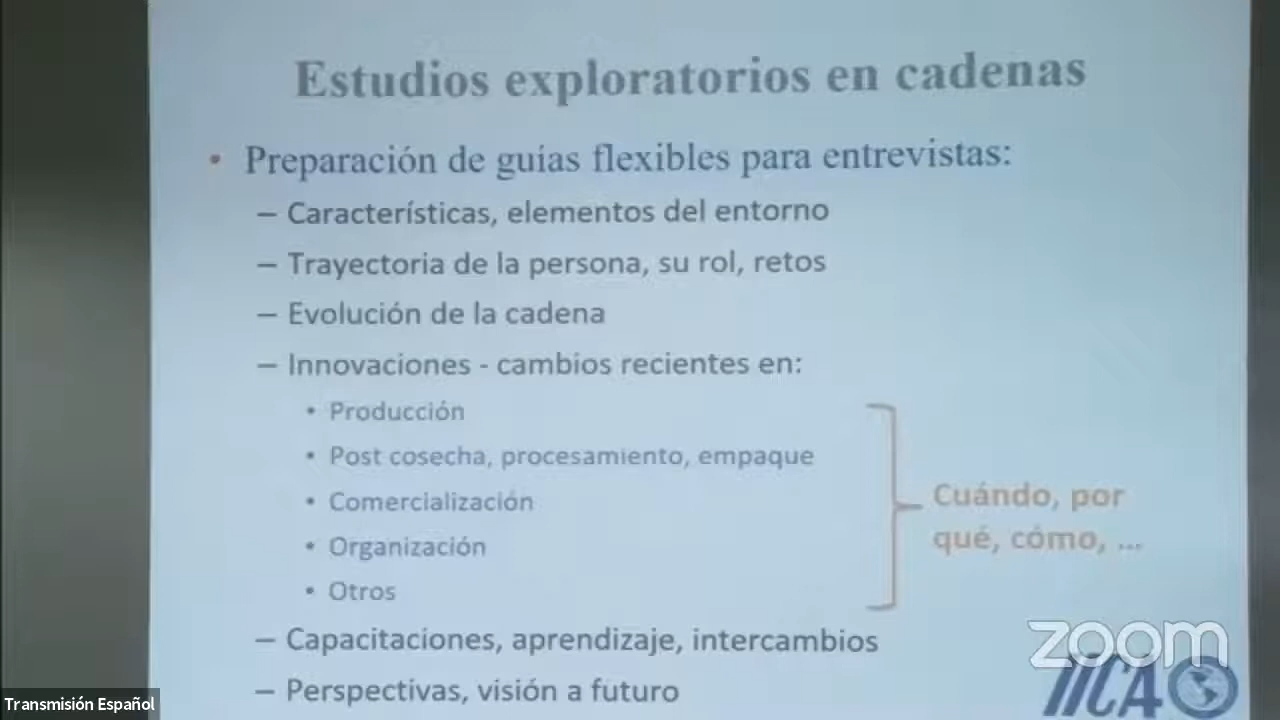 Estudios exploratorios en cadenas
• Preparación de guías flexibles para entrevistas:
– Características, elementos del entorno
– Trayectoria de la persona, su rol, retos
– Evolución de la cadena
– Innovaciones - cambios recientes en:
• Producción
• Post cosecha, procesamiento, empaque
• Comercialización
• Organización
• Otros
Cuándo, por
qué, cómo, ...
– Capacitaciones, aprendizaje, intercambios
– Perspectivas, visión a futuro
zoom
IICA
Transmisión Español